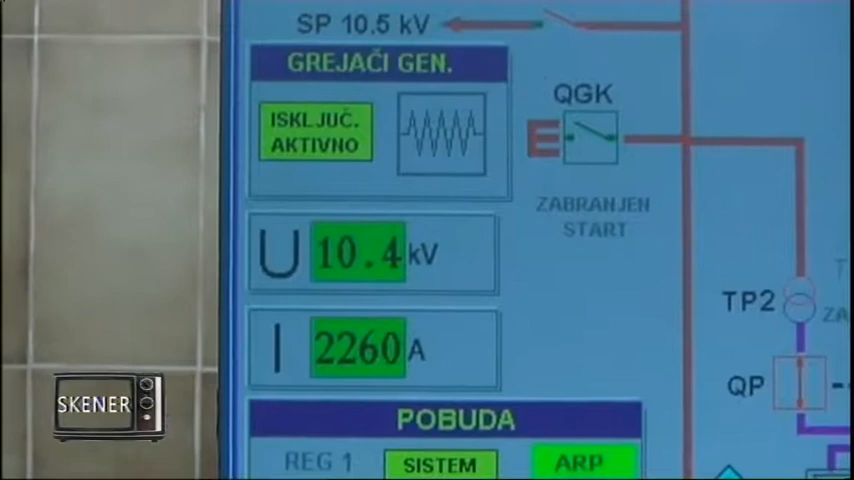 SP 10.5 kV
GREJAČI GEN.
ISKLJUČ.
AKTIVNO
QGK
ZABRANJEN
START
U 10.4 kV
I 2260 A
TP2
ZA
QP
POBUDA
REG 1
SISTEM
ARP
SKENER